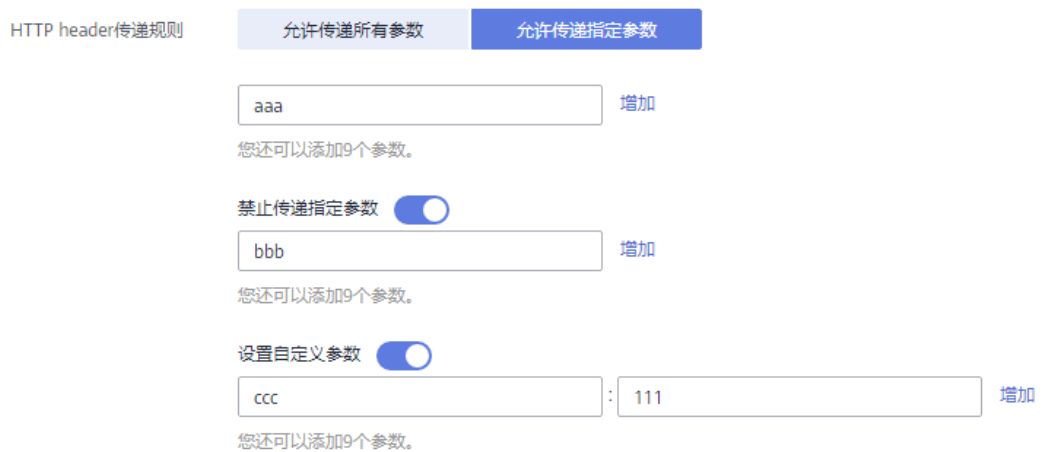 HTTP header传递规则 允许传递所有参数 允许传递指定参数
aaa 增加
您还可以添加9个参数。
禁止传递指定参数
bbb 增加
您还可以添加9个参数。
设置自定义参数
ccc : 111 增加
您还可以添加9个参数。